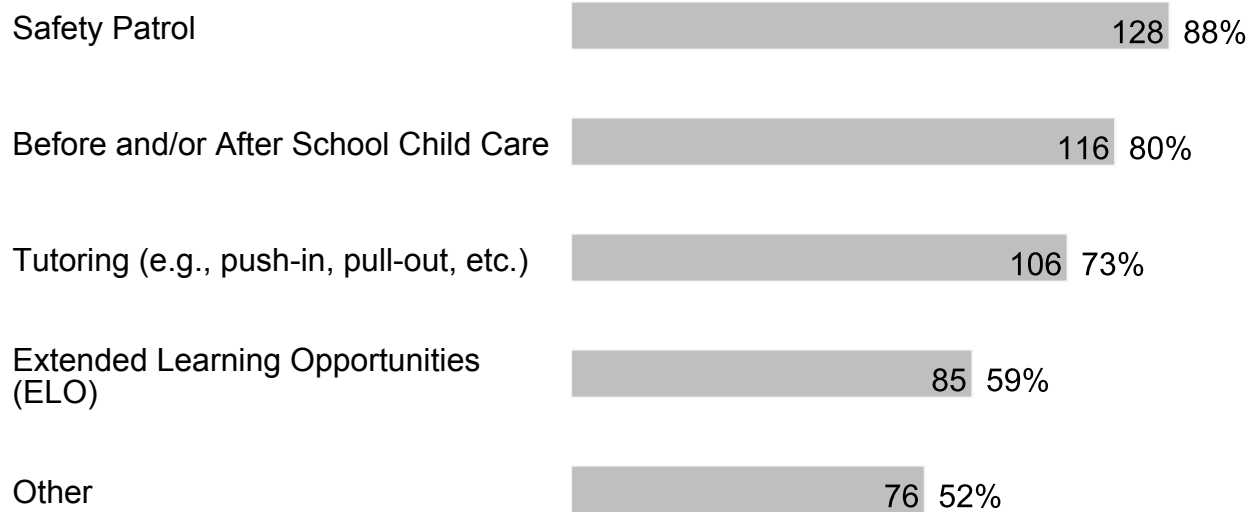 Safety Patrol 128 88%
Before and/or After School Child Care 116 80%
Tutoring (e.g., push-in, pull-out, etc.) 106 73%
Extended Learning Opportunities
(ELO) 85 59%
Other 76 52%